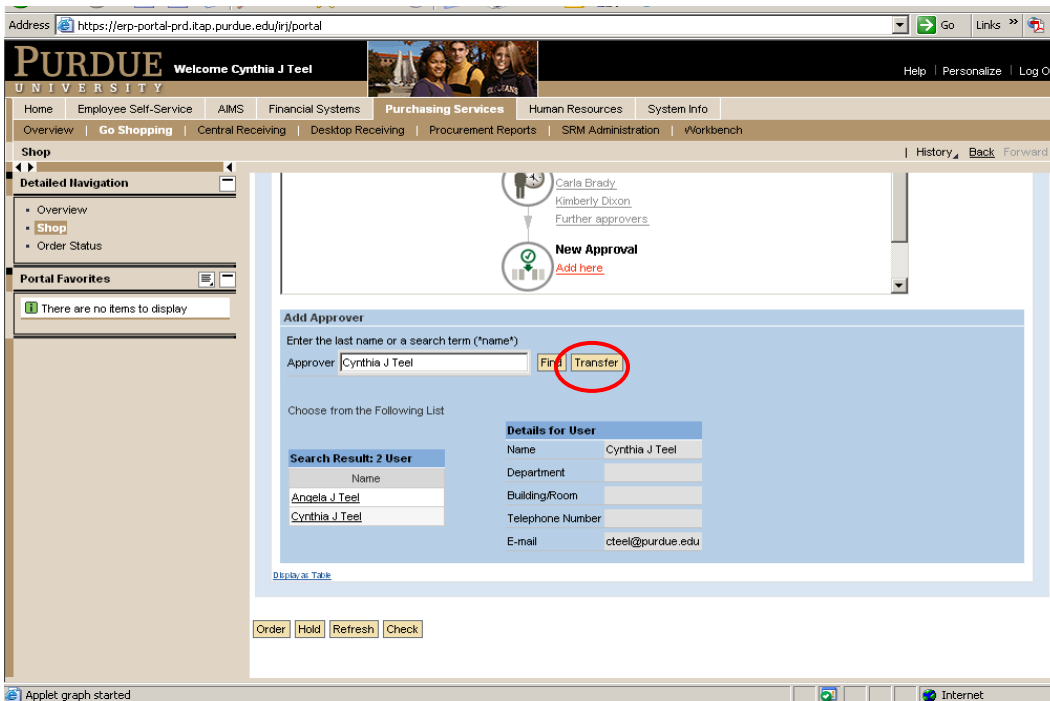 Address https://erp-portal-prd.itap.purdue.edu/irj/portal Go Links »
PURDUE Welcome Cynthia J Teel
UNIVERSITY
Help | Personalize | Log O
Home Employee Self-Service AIMS Financial Systems Purchasing Services Human Resources System Info
Overview | Go Shopping | Central Receiving | Desktop Receiving | Procurement Reports | SRM Administration | Workbench
Shop | History Back Forward
Detailed Navigation
Overview
Shop
Order Status
Portal Favorites
There are no items to display
Carla Brady
Kimberly Dixon
Further approvers
New Approval
Add here
Add Approver
Enter the last name or a search term (*name*)
Approver Cynthia J Teel Find Transfer
Choose from the Following List
Search Result: 2 User
Name
Angela J Teel
Cynthia J Teel
Details for User
Name Cynthia J Teel
Department
Building/Room
Telephone Number
E-mail cteel@purdue.edu
Display as Table
Order Hold Refresh Check
Applet graph started Internet